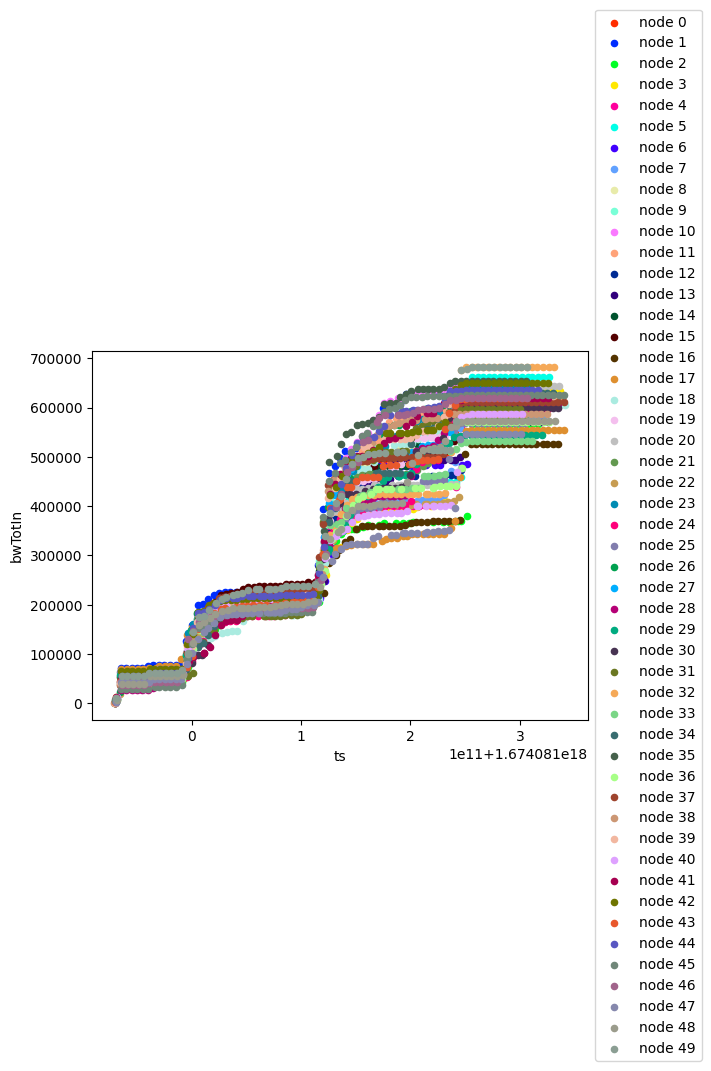 node 0
node 1
node 2
node 3
node 4
node 5
node 6
node 7
node 8
node 9
node 10
node 11
node 12
node 13
node 14
node 15
node 16
node 17
node 18
node 19
node 20
node 21
node 22
node 23
node 24
node 25
node 26
node 27
node 28
node 29
node 30
node 31
node 32
node 33
node 34
node 35
node 36
node 37
node 38
node 39
node 40
node 41
node 42
node 43
node 44
node 45
node 46
node 47
node 48
node 49
700000
600000
500000
400000
300000
200000
100000
0
bwTotIn
0 1 2 3
ts
1e11+1.674081e18